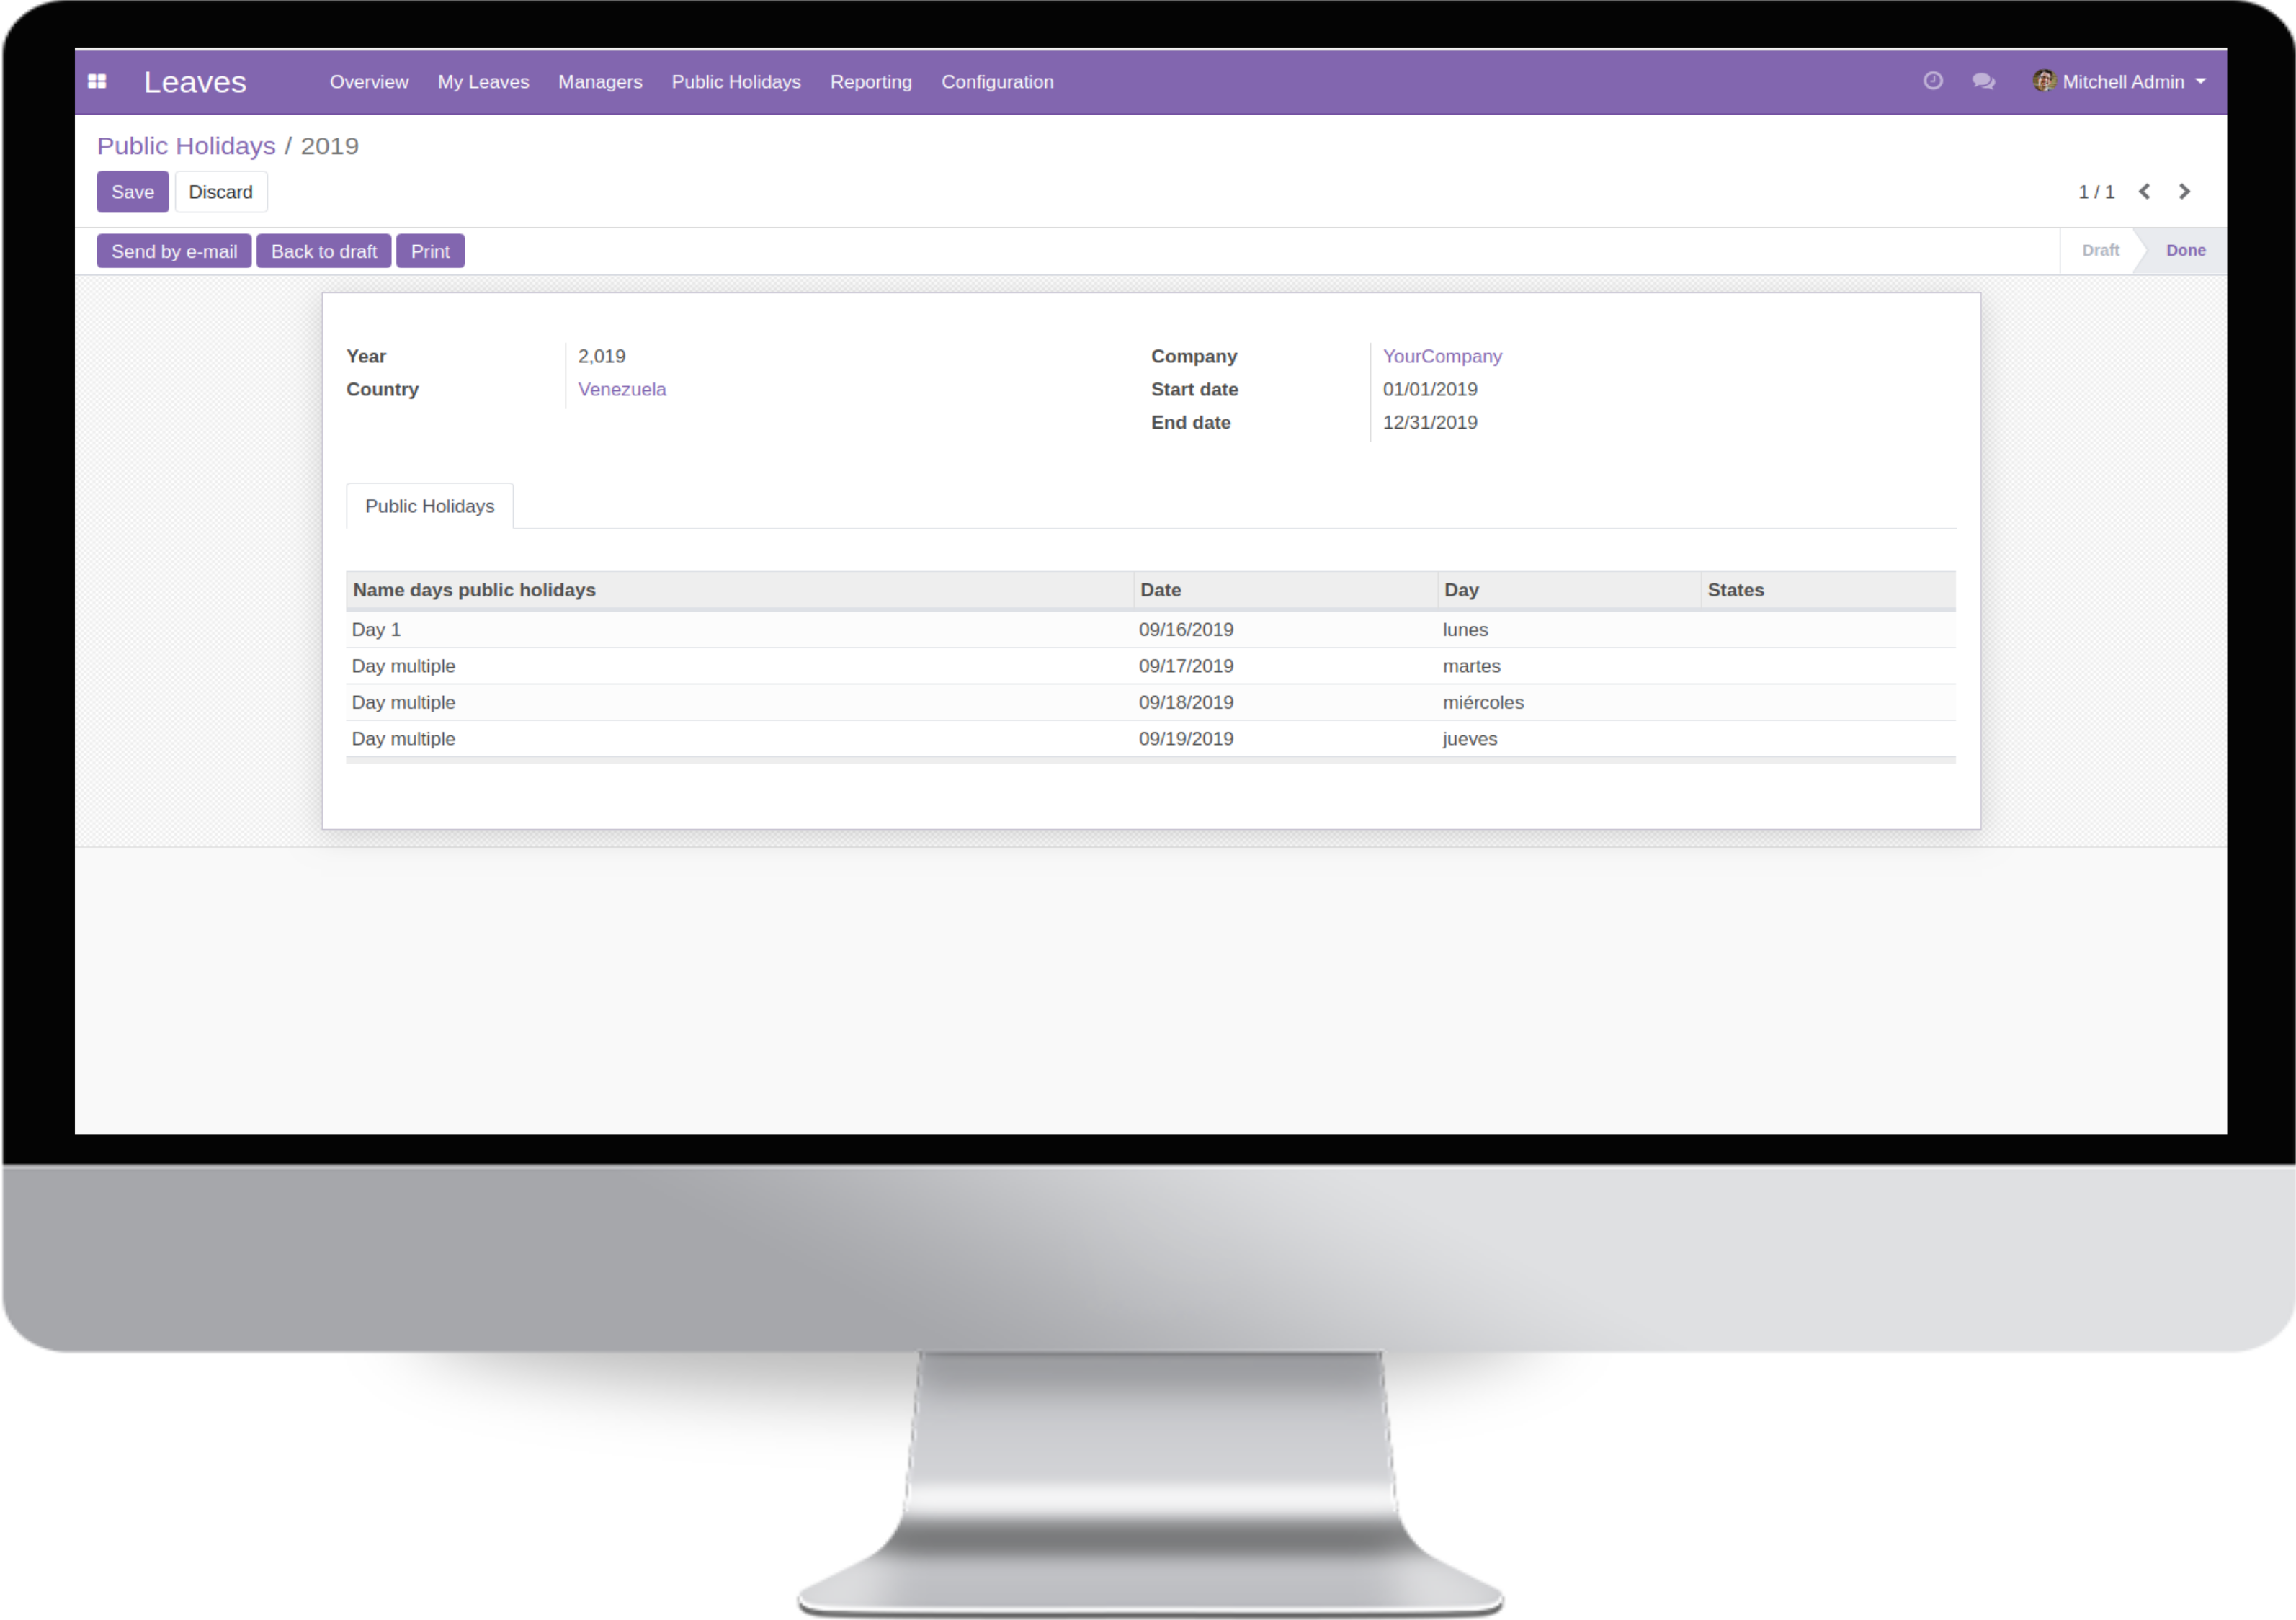 Leaves Overview My Leaves Managers Public Holidays Reporting Configuration Mitchell Admin
Public Holidays / 2019
Save Discard 1 / 1
Send by e-mail Back to draft Print Draft Done
Year 2,019 Company YourCompany
Country Venezuela Start date 01/01/2019
End date 12/31/2019
Public Holidays
Name days public holidays Date Day States
Day 1 09/16/2019 lunes
Day multiple 09/17/2019 martes
Day multiple 09/18/2019 miércoles
Day multiple 09/19/2019 jueves